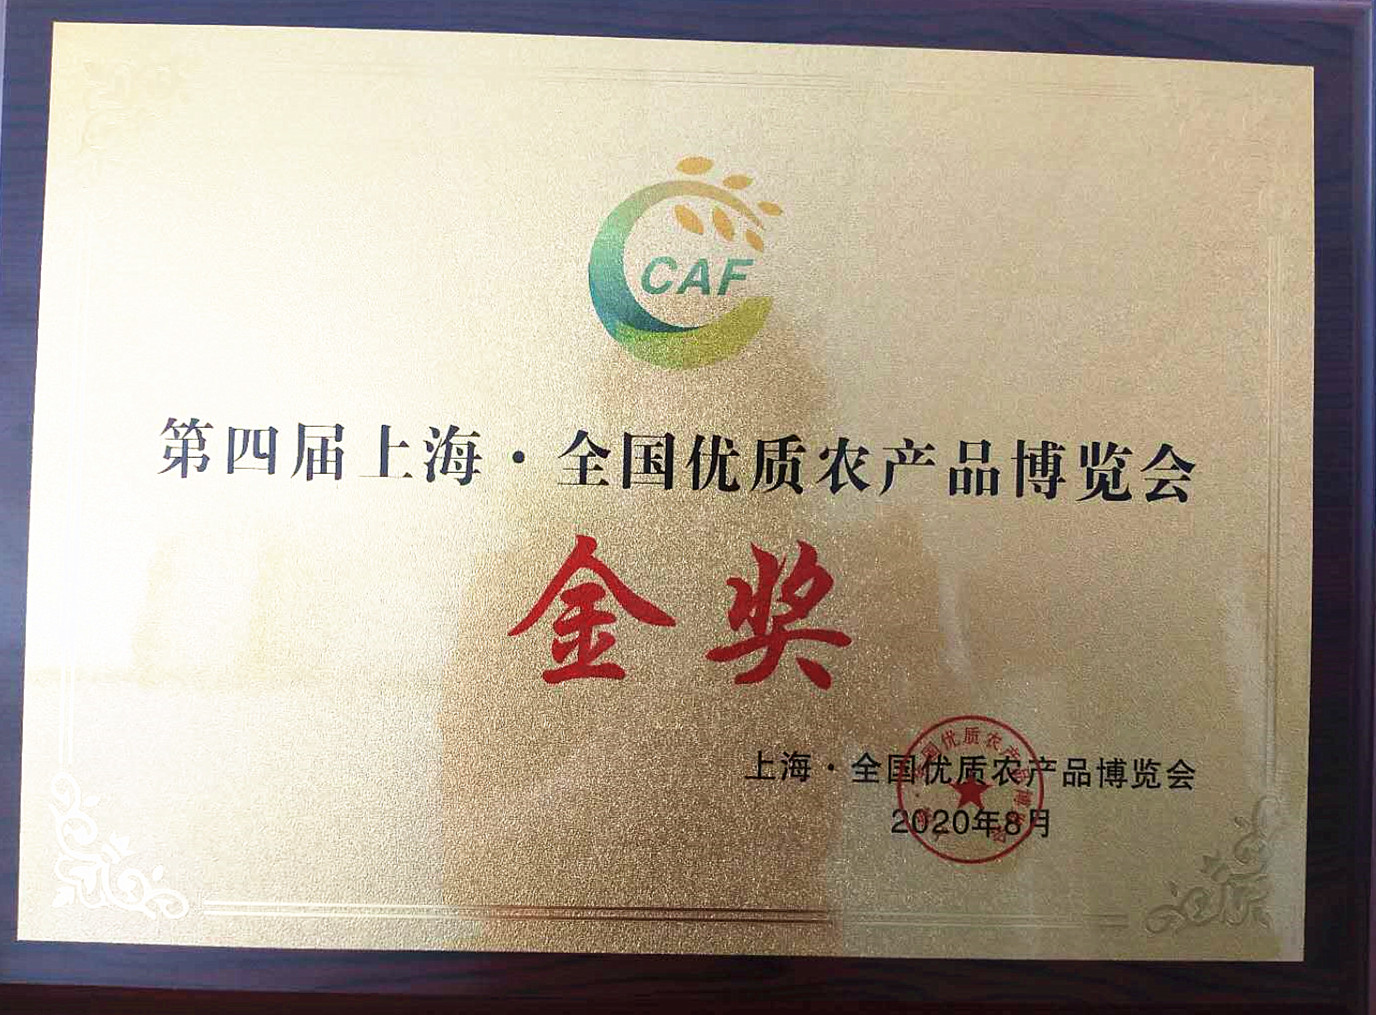 CAF
第四届上海·全国优质农产品博览会
金奖
上海·全国优质农产品博览会
2020年8月